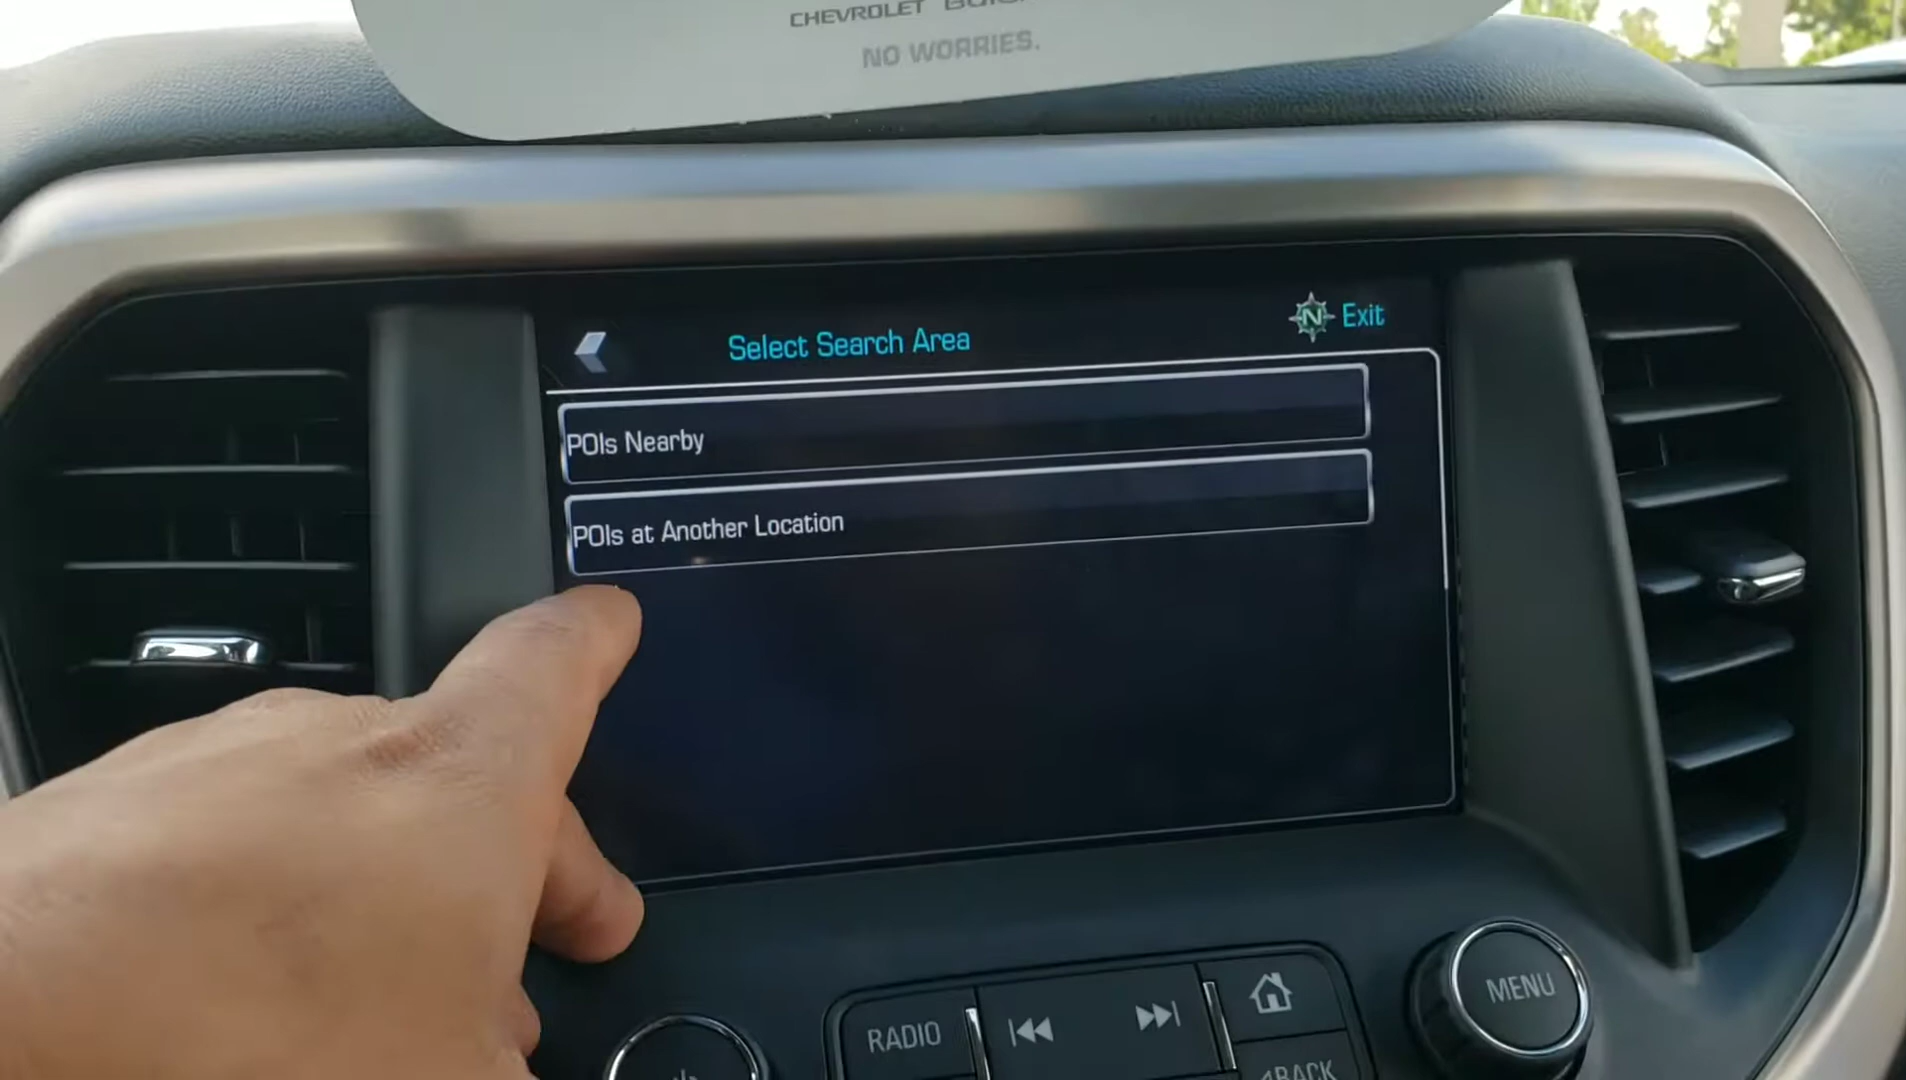 CHEVROLET BUICK
NO WORRIES.
Select Search Area
N Exit
POIs Nearby
POIs at Another Location
RADIO
MENU
BACK